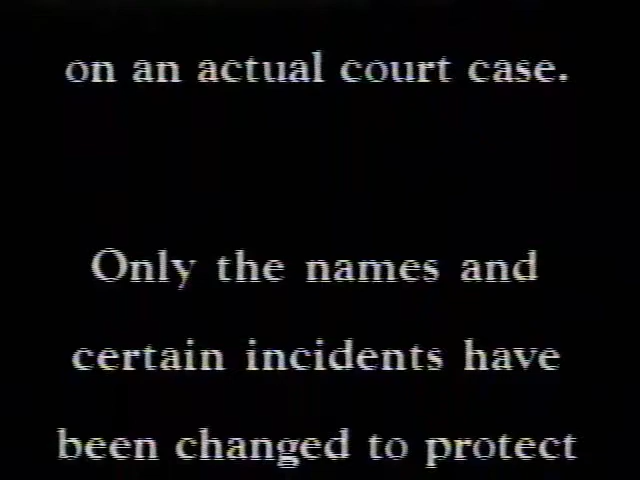 on an actual court case.
Only the names and
certain incidents have
been changed to protect